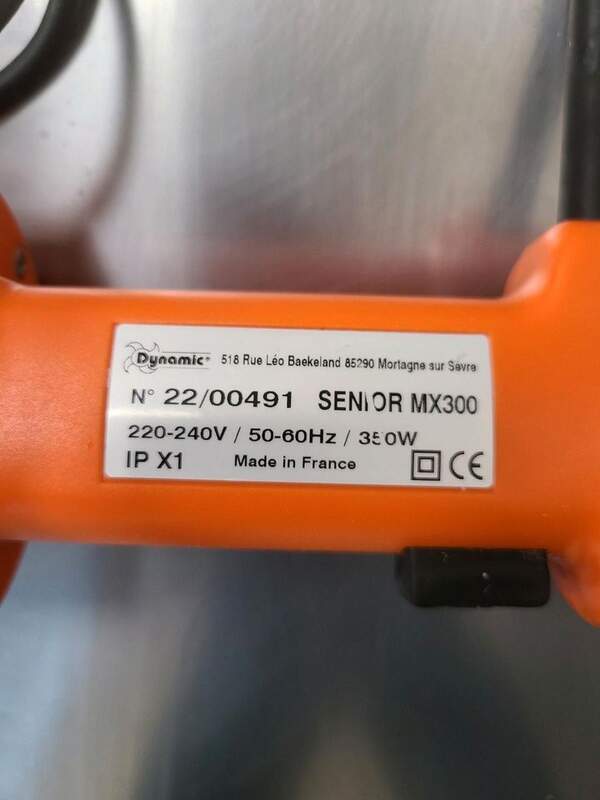 Dynamic 518 Rue Léo Baekeland 85290 Mortagne sur Sèvre
N° 22/00491 SENIOR MX300
220-240V / 50-60Hz / 350W
IP X1 Made in France CE